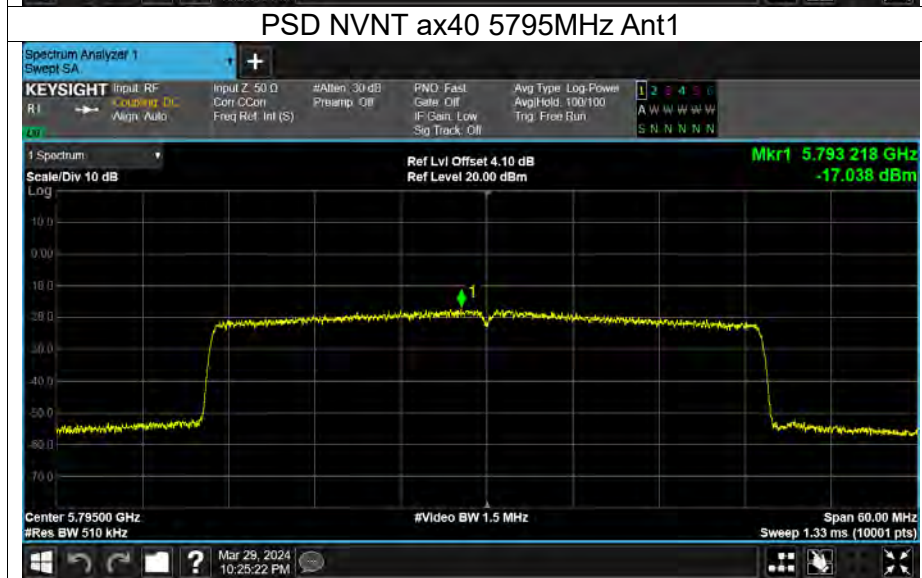 PSD NVNT ax40 5795MHz Ant1
Spectrum Analyzer 1
Swept SA
+
KEYSIGHT Input: RF Input Z: 50 Ω #Atten: 30 dB PNO: Fast Avg Type: Log-Power 1 2 3 4 5 6
Coupling: DC Corr CCorr Preamp: Off Gate: Off Avg|Hold: 100/100 A W W W W W
Align: Auto Freq Ref: Int (S) IF Gain: Low Trig: Free Run
Sig Track: Off S N N N N N
1 Spectrum Ref Lvl Offset 4.10 dB Mkr1 5.793 218 GHz
Scale/Div 10 dB Ref Level 20.00 dBm -17.038 dBm
Log
10.0
0.00
-10.0
-20.0
-30.0
-40.0
-50.0
-60.0
-70.0
1
Center 5.79500 GHz #Video BW 1.5 MHz Span 60.00 MHz
#Res BW 510 kHz Sweep 1.33 ms (10001 pts)
? Mar 29, 2024
10:25:22 PM